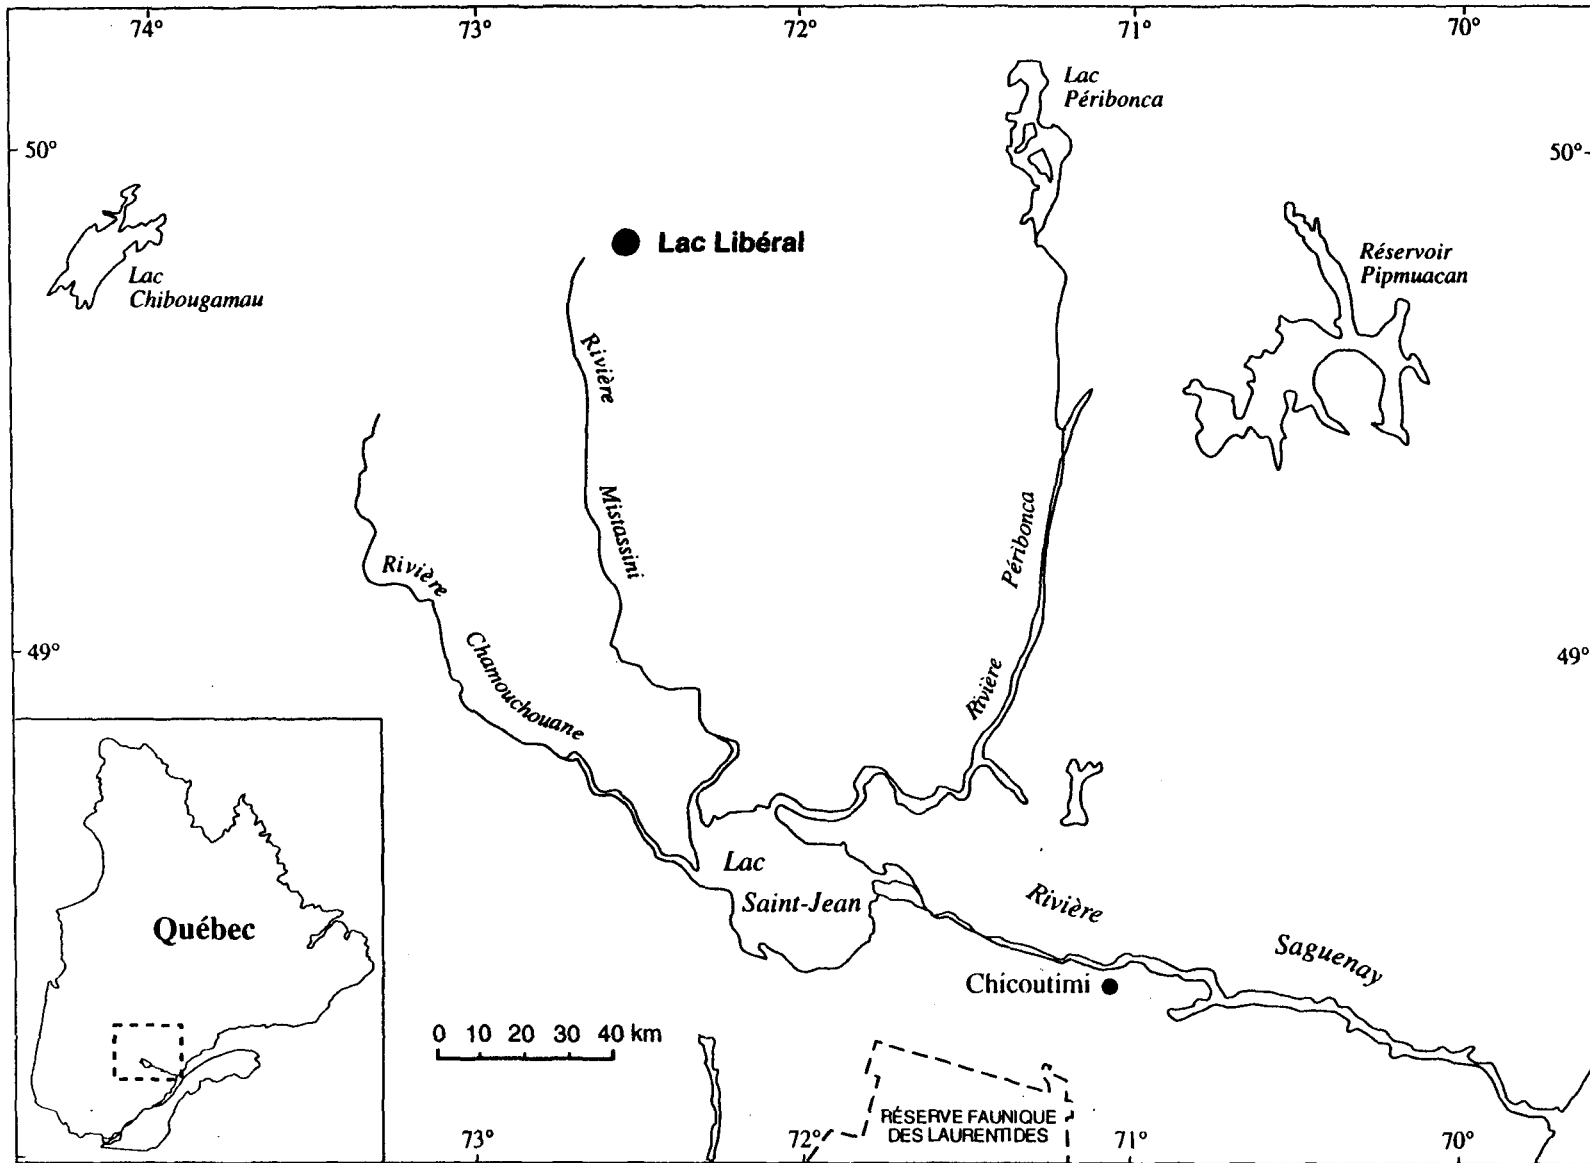 74°
73°
72°
71°
70°
Lac
Péribonca
50°
50°
Lac Libéral
Lac
Chibougamau
Réservoir
Pipmuacan
Rivière
Mistassini
Rivière
Péribonca
Rivière
Chamouchouane
49°
49°
Lac
Saint-Jean
Rivière
Saguenay
Chicoutimi
Québec
0 10 20 30 40 km
RÉSERVE FAUNIQUE
DES LAURENTIDES
73°
72°
71°
70°